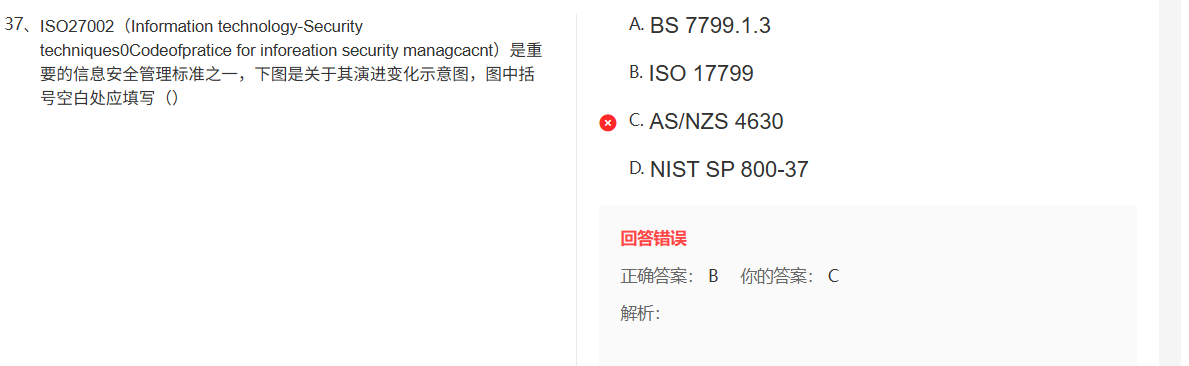 37、ISO27002（Information technology-Security
techniques0Codeofpratice for inforeation security managcacnt）是重
要的信息安全管理标准之一，下图是关于其演进变化示意图，图中括
号空白处应填写（）
A. BS 7799.1.3
B. ISO 17799
C. AS/NZS 4630
D. NIST SP 800-37
回答错误
正确答案： B 你的答案： C
解析：